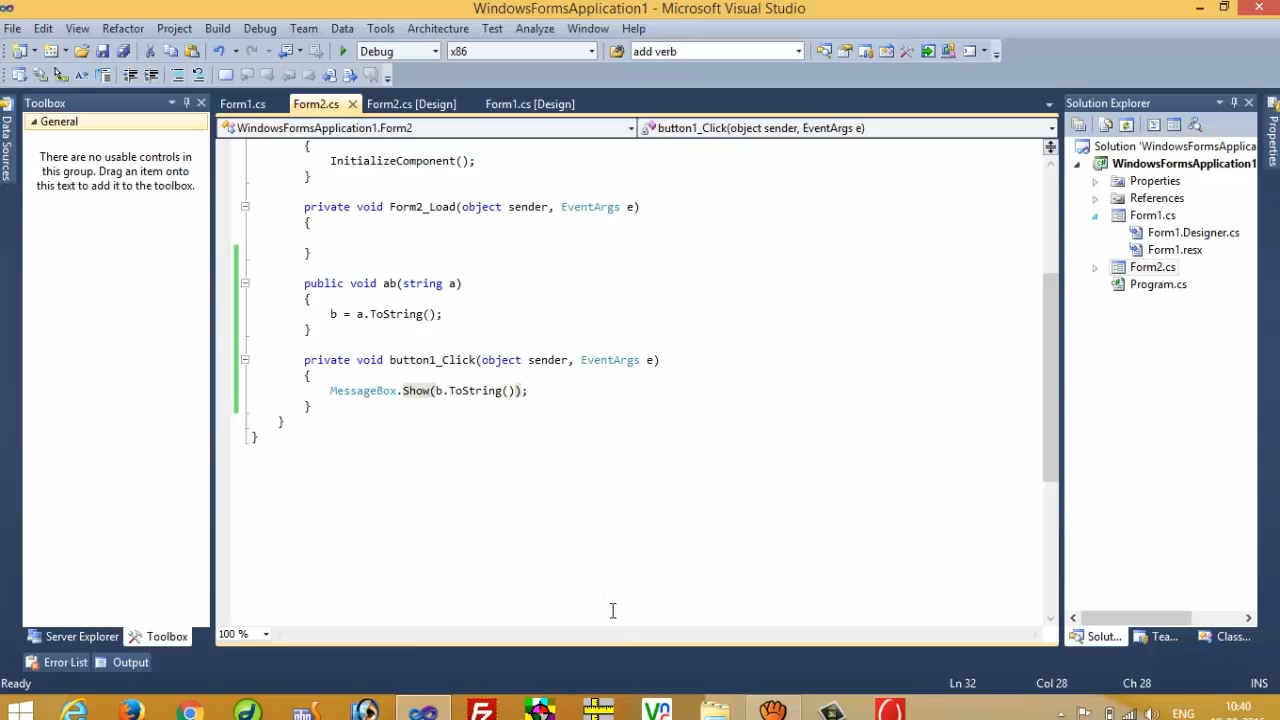 WindowsFormsApplication1 - Microsoft Visual Studio
File Edit View Refactor Project Build Debug Team Data Tools Architecture Test Analyze Window Help
Debug x86 add verb
Toolbox
General
There are no usable controls in
this group. Drag an item onto
this text to add it to the toolbox.
Data Sources
Form1.cs Form2.cs Form2.cs [Design] Form1.cs [Design]
WindowsFormsApplication1.Form2 button1_Click(object sender, EventArgs e)
{
InitializeComponent();
}
private void Form2_Load(object sender, EventArgs e)
{
}
public void ab(string a)
{
b = a.ToString();
}
private void button1_Click(object sender, EventArgs e)
{
MessageBox.Show(b.ToString());
}
}
}
100 %
Solution Explorer
Solution 'WindowsFormsApplica
WindowsFormsApplication1
Properties
References
Form1.cs
Form1.Designer.cs
Form1.resx
Form2.cs
Program.cs
Properties
Server Explorer Toolbox
Solut... Tea... Class...
Error List Output
Ready Ln 32 Col 28 Ch 28 INS
ENG 10:40